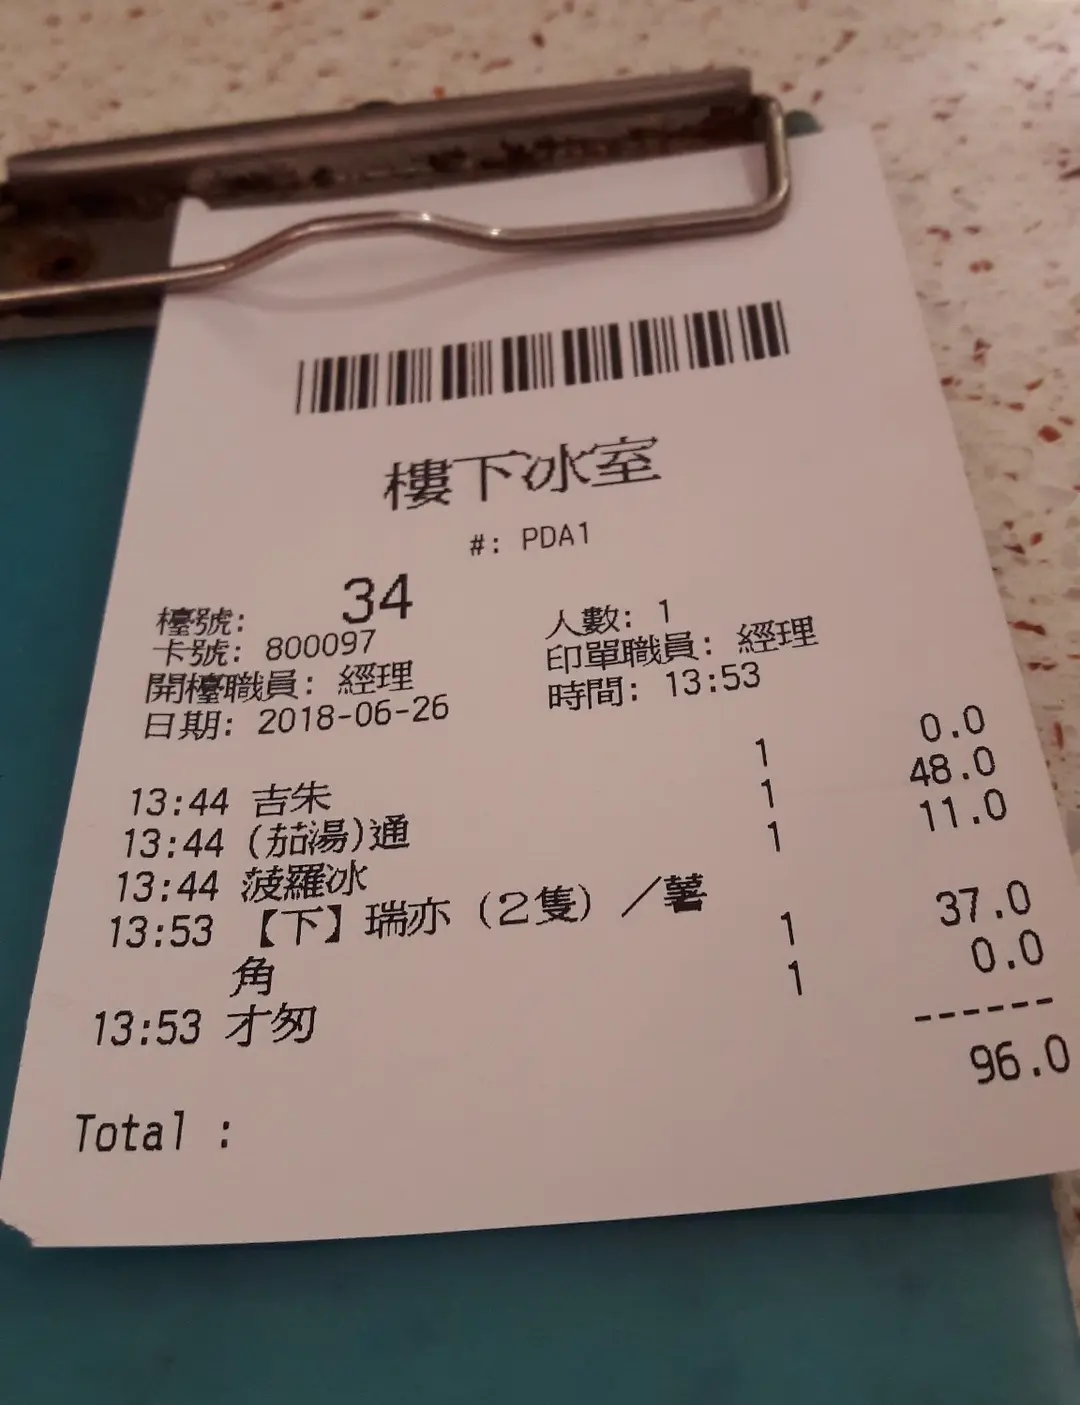 樓下冰室
#: PDA1
檯號: 34 人數: 1
卡號: 800097 印單職員: 經理
開檯職員: 經理 時間: 13:53
日期: 2018-06-26
13:44 吉朱 1 0.0
13:44 (茄湯)通 1 48.0
13:44 菠羅冰 1 11.0
13:53 【下】瑞亦（2隻）／薯
角 1 37.0
13:53 才匆 1 0.0
------
96.0
Total :